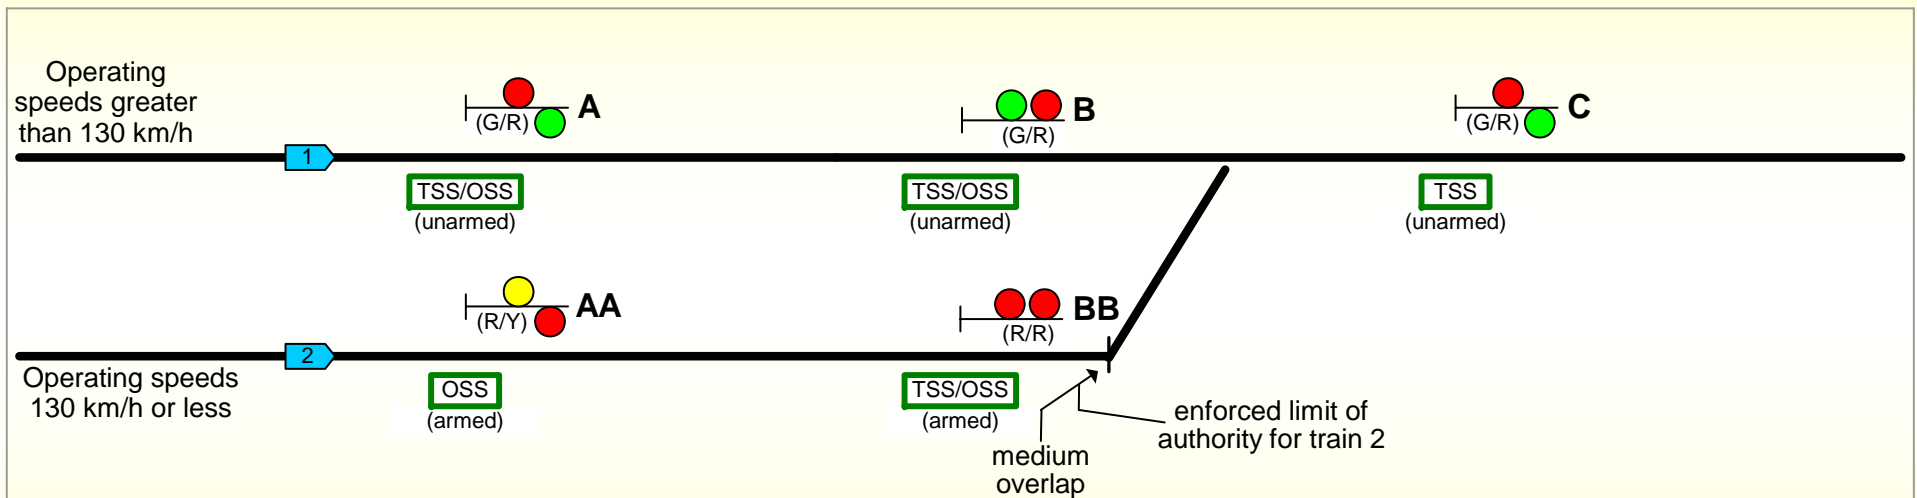 Operating
speeds greater
than 130 km/h
(G/R)
A
(G/R)
B
(G/R)
C
1
TSS/OSS
(unarmed)
TSS/OSS
(unarmed)
TSS
(unarmed)
(R/Y)
AA
(R/R)
BB
2
Operating speeds
130 km/h or less
OSS
(armed)
TSS/OSS
(armed)
enforced limit of
authority for train 2
medium
overlap